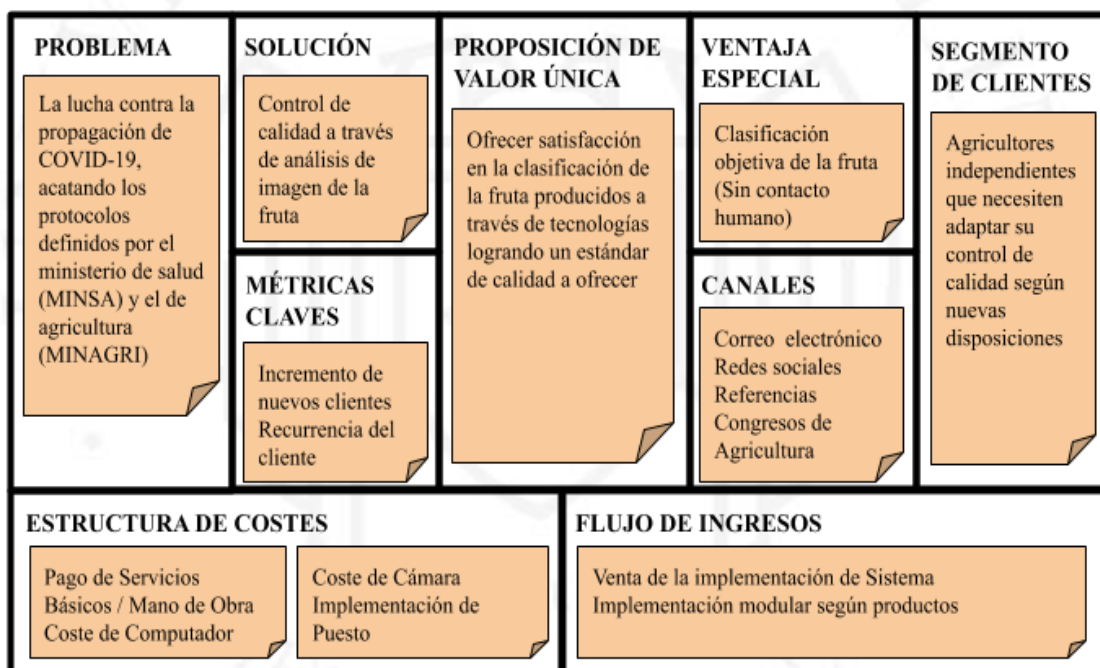 PROBLEMA
La lucha contra la
propagación de
COVID-19,
acatando los
protocolos
definidos por el
ministerio de salud
(MINSA) y el de
agricultura
(MINAGRI)
SOLUCIÓN
Control de
calidad a través
de análisis de
imagen de la
fruta
MÉTRICAS
CLAVES
Incremento de
nuevos clientes
Recurrencia del
cliente
PROPOSICIÓN DE
VALOR ÚNICA
Ofrecer satisfacción
en la clasificación de
la fruta producidos a
través de tecnologías
logrando un estándar
de calidad a ofrecer
VENTAJA
ESPECIAL
Clasificación
objetiva de la fruta
(Sin contacto
humano)
CANALES
Correo electrónico
Redes sociales
Referencias
Congresos de
Agricultura
SEGMENTO
DE CLIENTES
Agricultores
independientes
que necesiten
adaptar su
control de
calidad según
nuevas
disposiciones
ESTRUCTURA DE COSTES
Pago de Servicios
Básicos / Mano de Obra
Coste de Computador
Coste de Cámara
Implementación de
Puesto
FLUJO DE INGRESOS
Venta de la implementación de Sistema
Implementación modular según productos